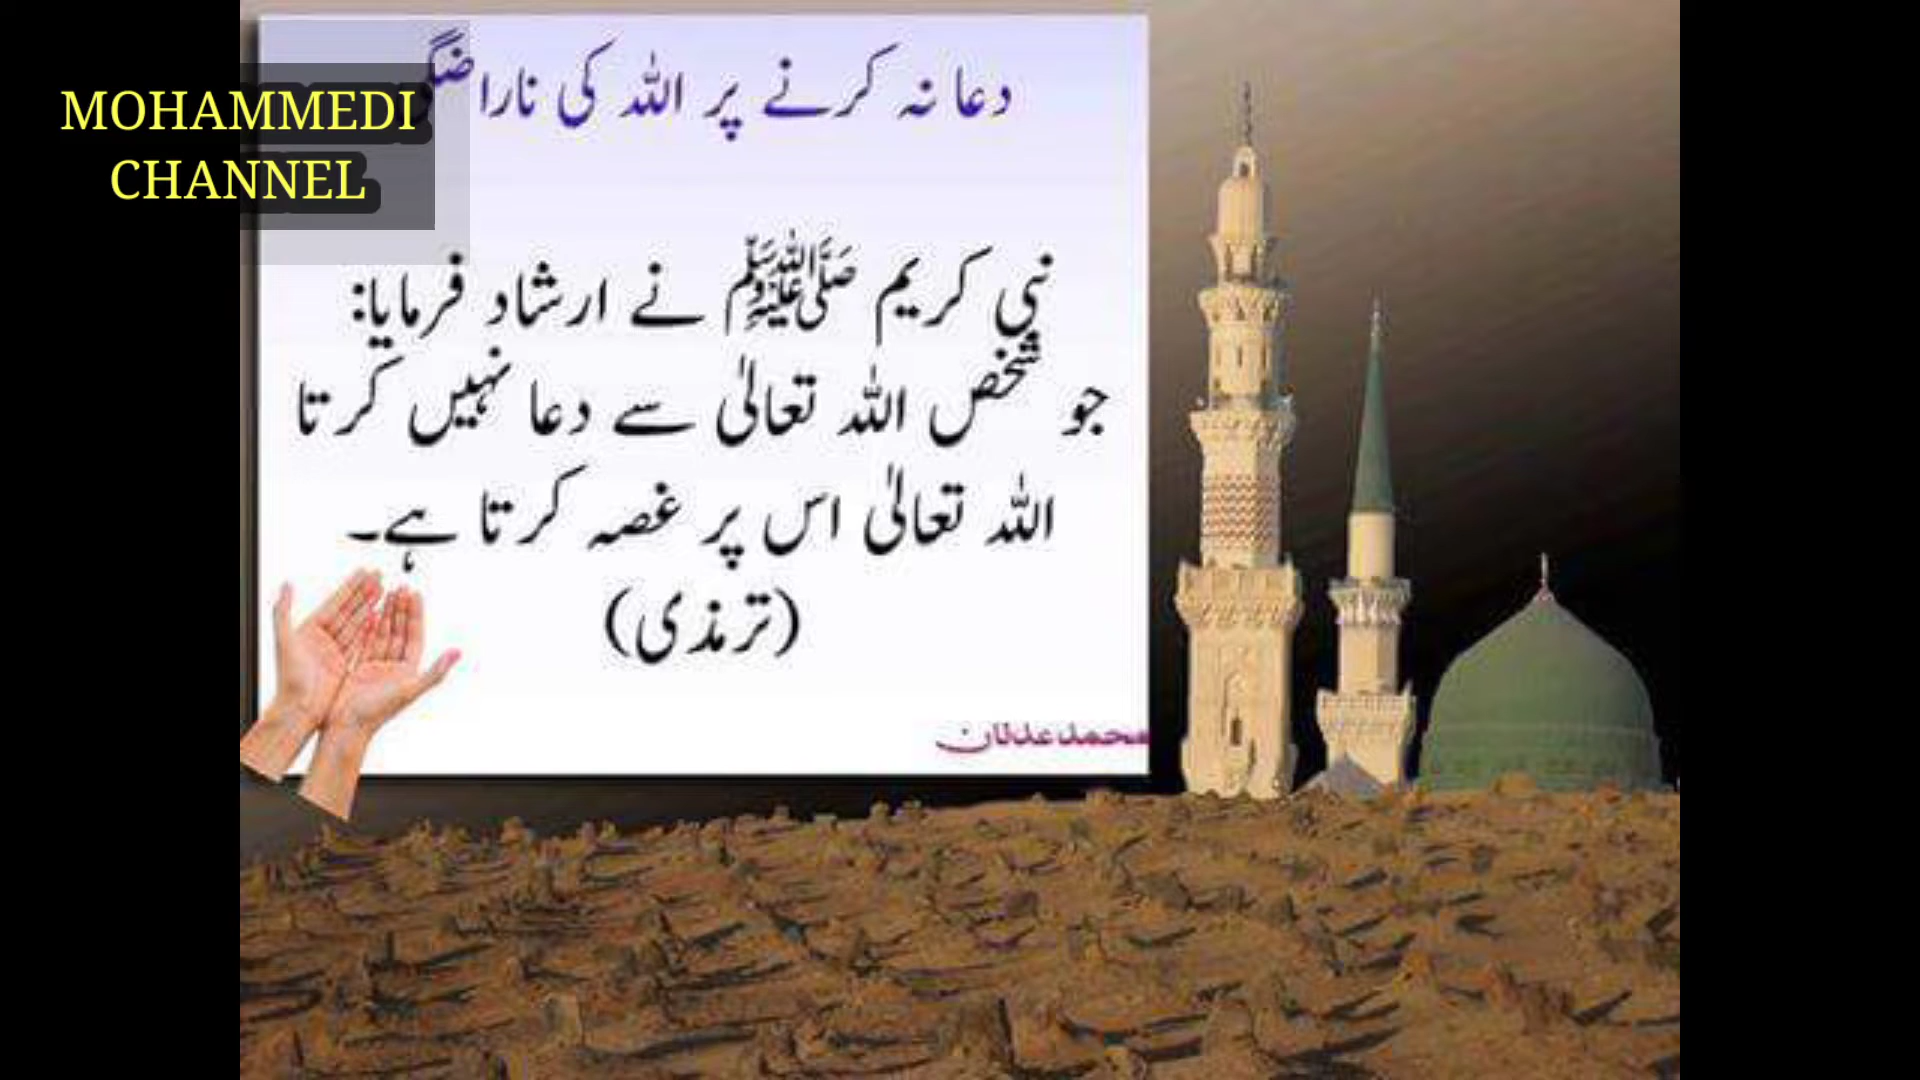 MOHAMMEDI
CHANNEL
دعا نہ کرنے پر اللہ کی ناراضگی
نبی کریم ﷺ نے ارشاد فرمایا:
جو شخص اللہ تعالیٰ سے دعا نہیں کرتا
اللہ تعالیٰ اس پر غصہ کرتا ہے۔
(ترمذی)
محمد عدنان